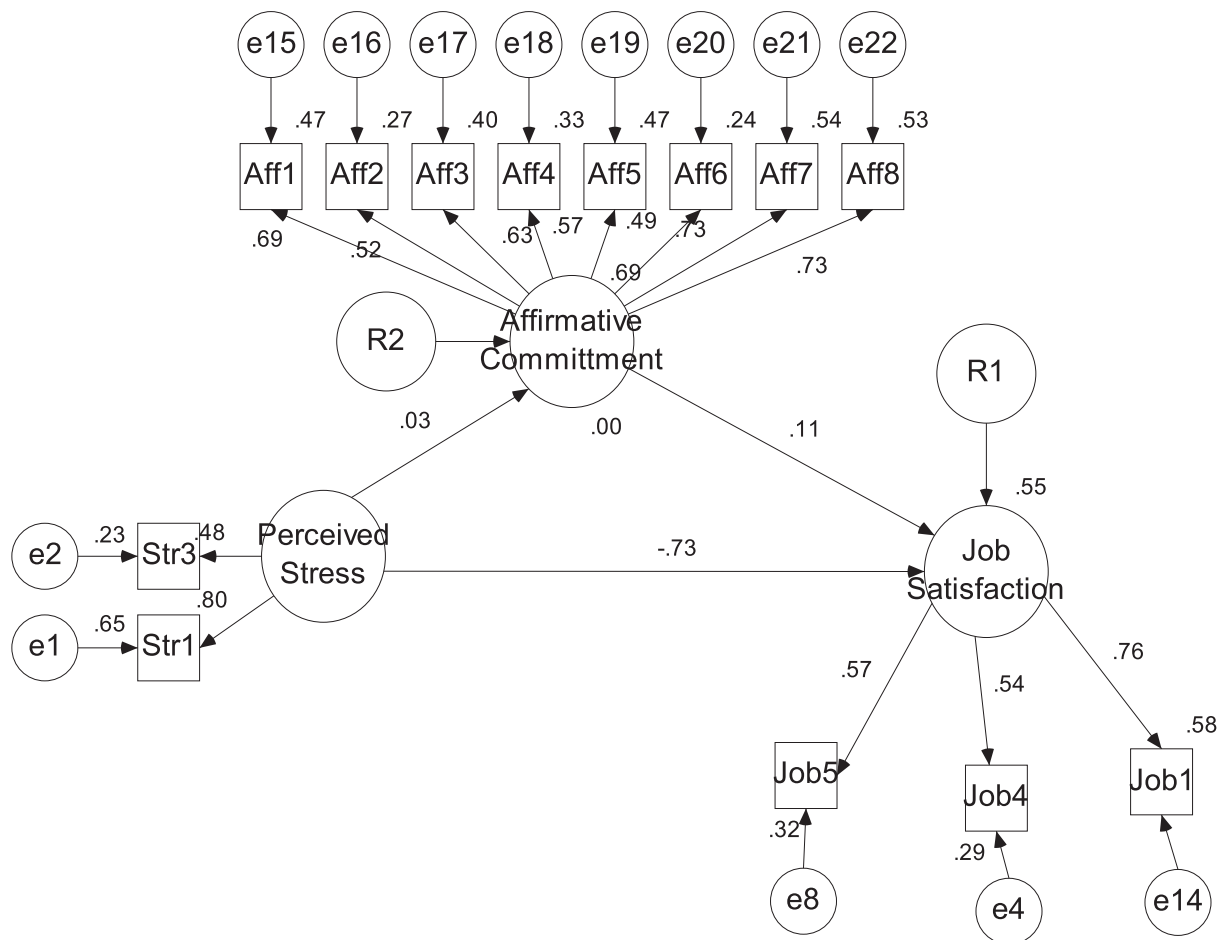 e15 e16 e17 e18 e19 e20 e21 e22
.47 .27 .40 .33 .47 .24 .54 .53
Aff1 Aff2 Aff3 Aff4 Aff5 Aff6 Aff7 Aff8
.69 .52 .63 .57 .69 .49 .73 .73
R2
Affirmative
Committment
R1
.03
.00
.11
.55
e2
.23
Str3
.48
Perceived
Stress
-.73
Job
Satisfaction
e1
.65
Str1
.80
.57
.54
.76
.58
Job5
Job4
Job1
.32
.29
e8
e4
e14